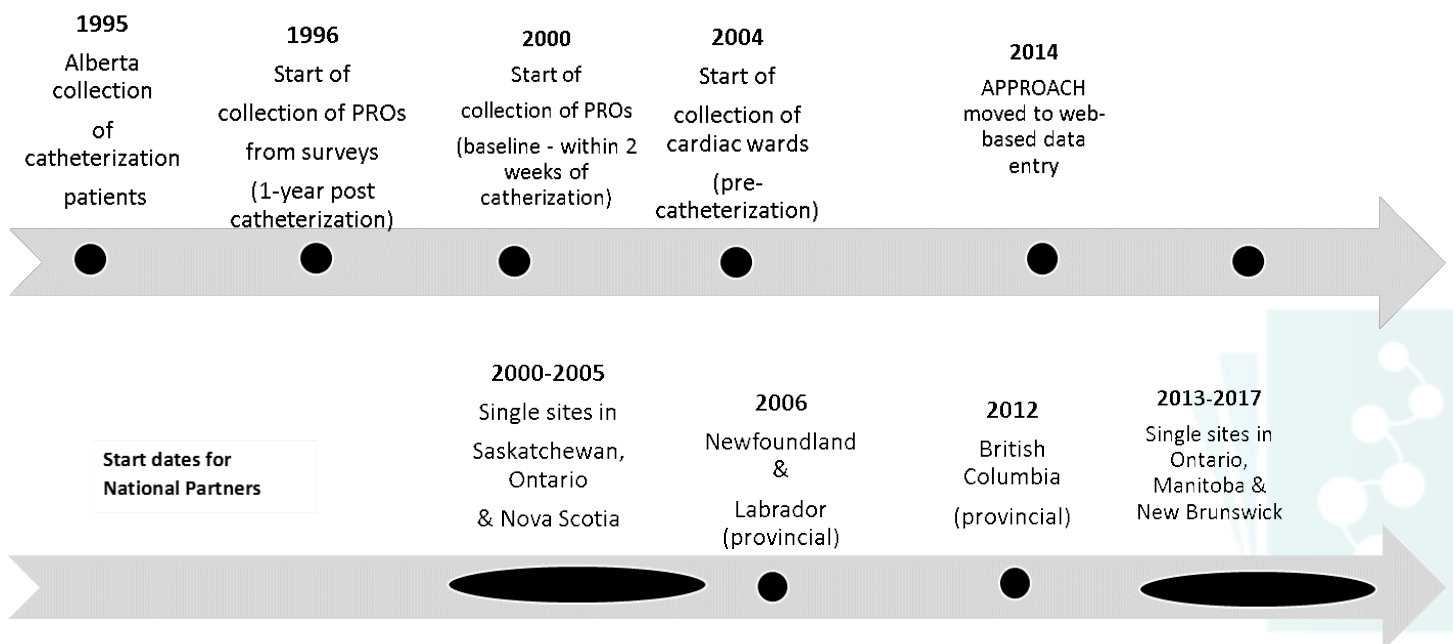 1995
Alberta
collection
of
catheterization
patients
1996
Start of
collection of PROs
from surveys
(1-year post
catheterization)
2000
Start of
collection of PROs
(baseline - within 2
weeks of
catherization)
2004
Start of
collection of
cardiac wards
(pre-
catheterization)
2014
APPROACH
moved to web-
based data
entry
Start dates for
National Partners
2000-2005
Single sites in
Saskatchewan,
Ontario
& Nova Scotia
2006
Newfoundland
&
Labrador
(provincial)
2012
British
Columbia
(provincial)
2013-2017
Single sites in
Ontario,
Manitoba &
New Brunswick